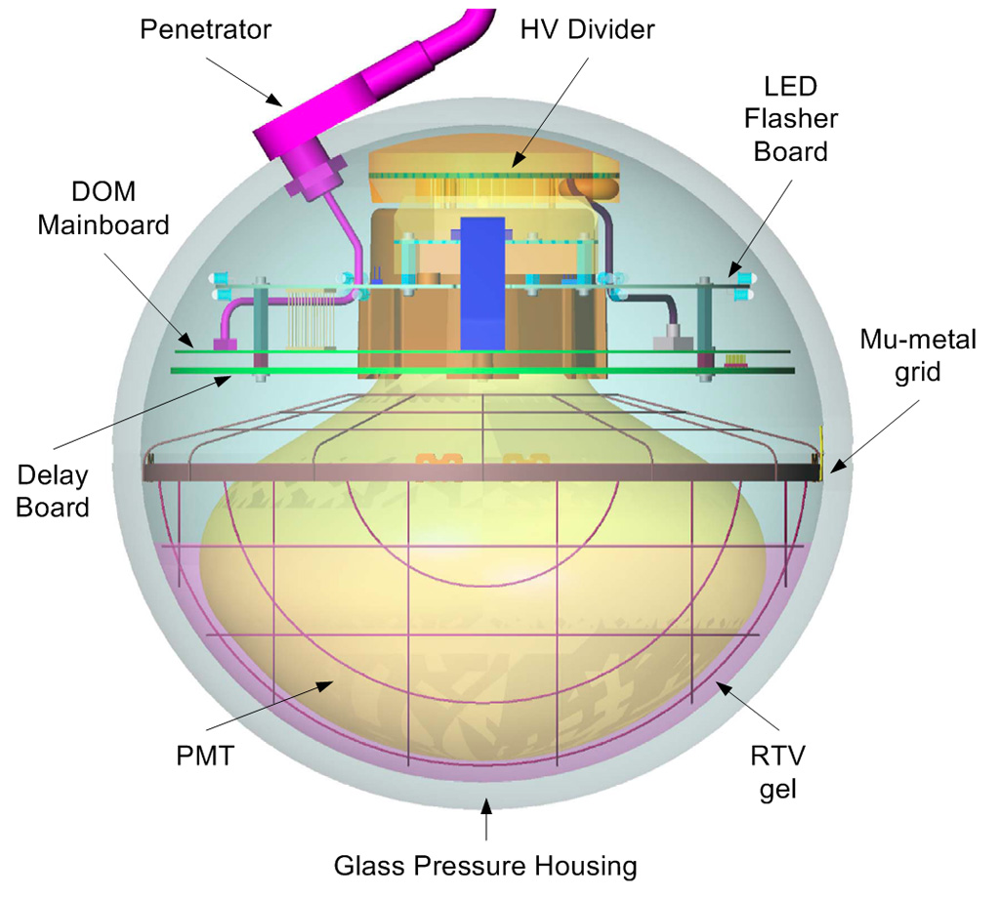 Penetrator
HV Divider
LED
Flasher
Board
DOM
Mainboard
Mu-metal
grid
Delay
Board
PMT
RTV
gel
Glass Pressure Housing